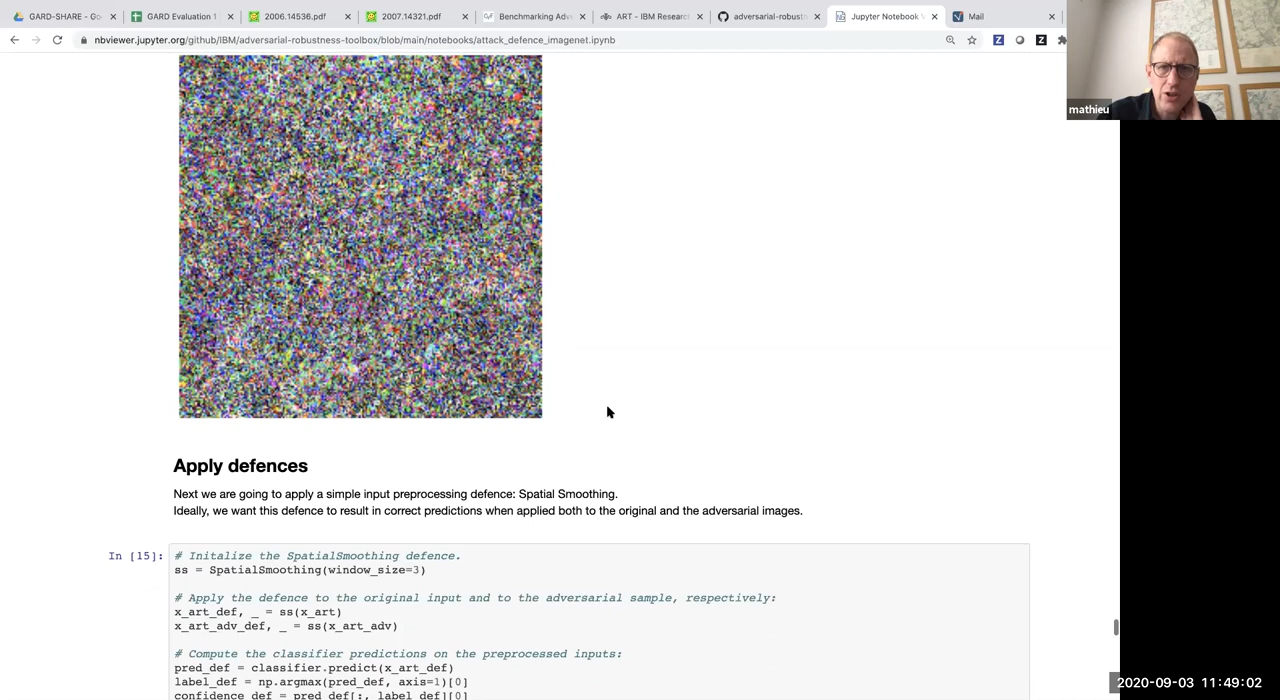 GARD-SHARE - Go
GARD Evaluation 1
2006.14536.pdf
2007.14321.pdf
Benchmarking Adv
ART - IBM Research
adversarial-robust
Jupyter Notebook
Mail
nbviewer.jupyter.org/github/IBM/adversarial-robustness-toolbox/blob/main/notebooks/attack_defence_imagenet.ipynb
mathieu
Apply defences
Next we are going to apply a simple input preprocessing defence: Spatial Smoothing.
Ideally, we want this defence to result in correct predictions when applied both to the original and the adversarial images.
In [15]:
# Initalize the SpatialSmoothing defence.
ss = SpatialSmoothing(window_size=3)
# Apply the defence to the original input and to the adversarial sample, respectively:
x_art_def, _ = ss(x_art)
x_art_adv_def, _ = ss(x_art_adv)
# Compute the classifier predictions on the preprocessed inputs:
pred_def = classifier.predict(x_art_def)
label_def = np.argmax(pred_def, axis=1)[0]
confidence_def = pred_def[:, label_def][0]
2020-09-03 11:49:02